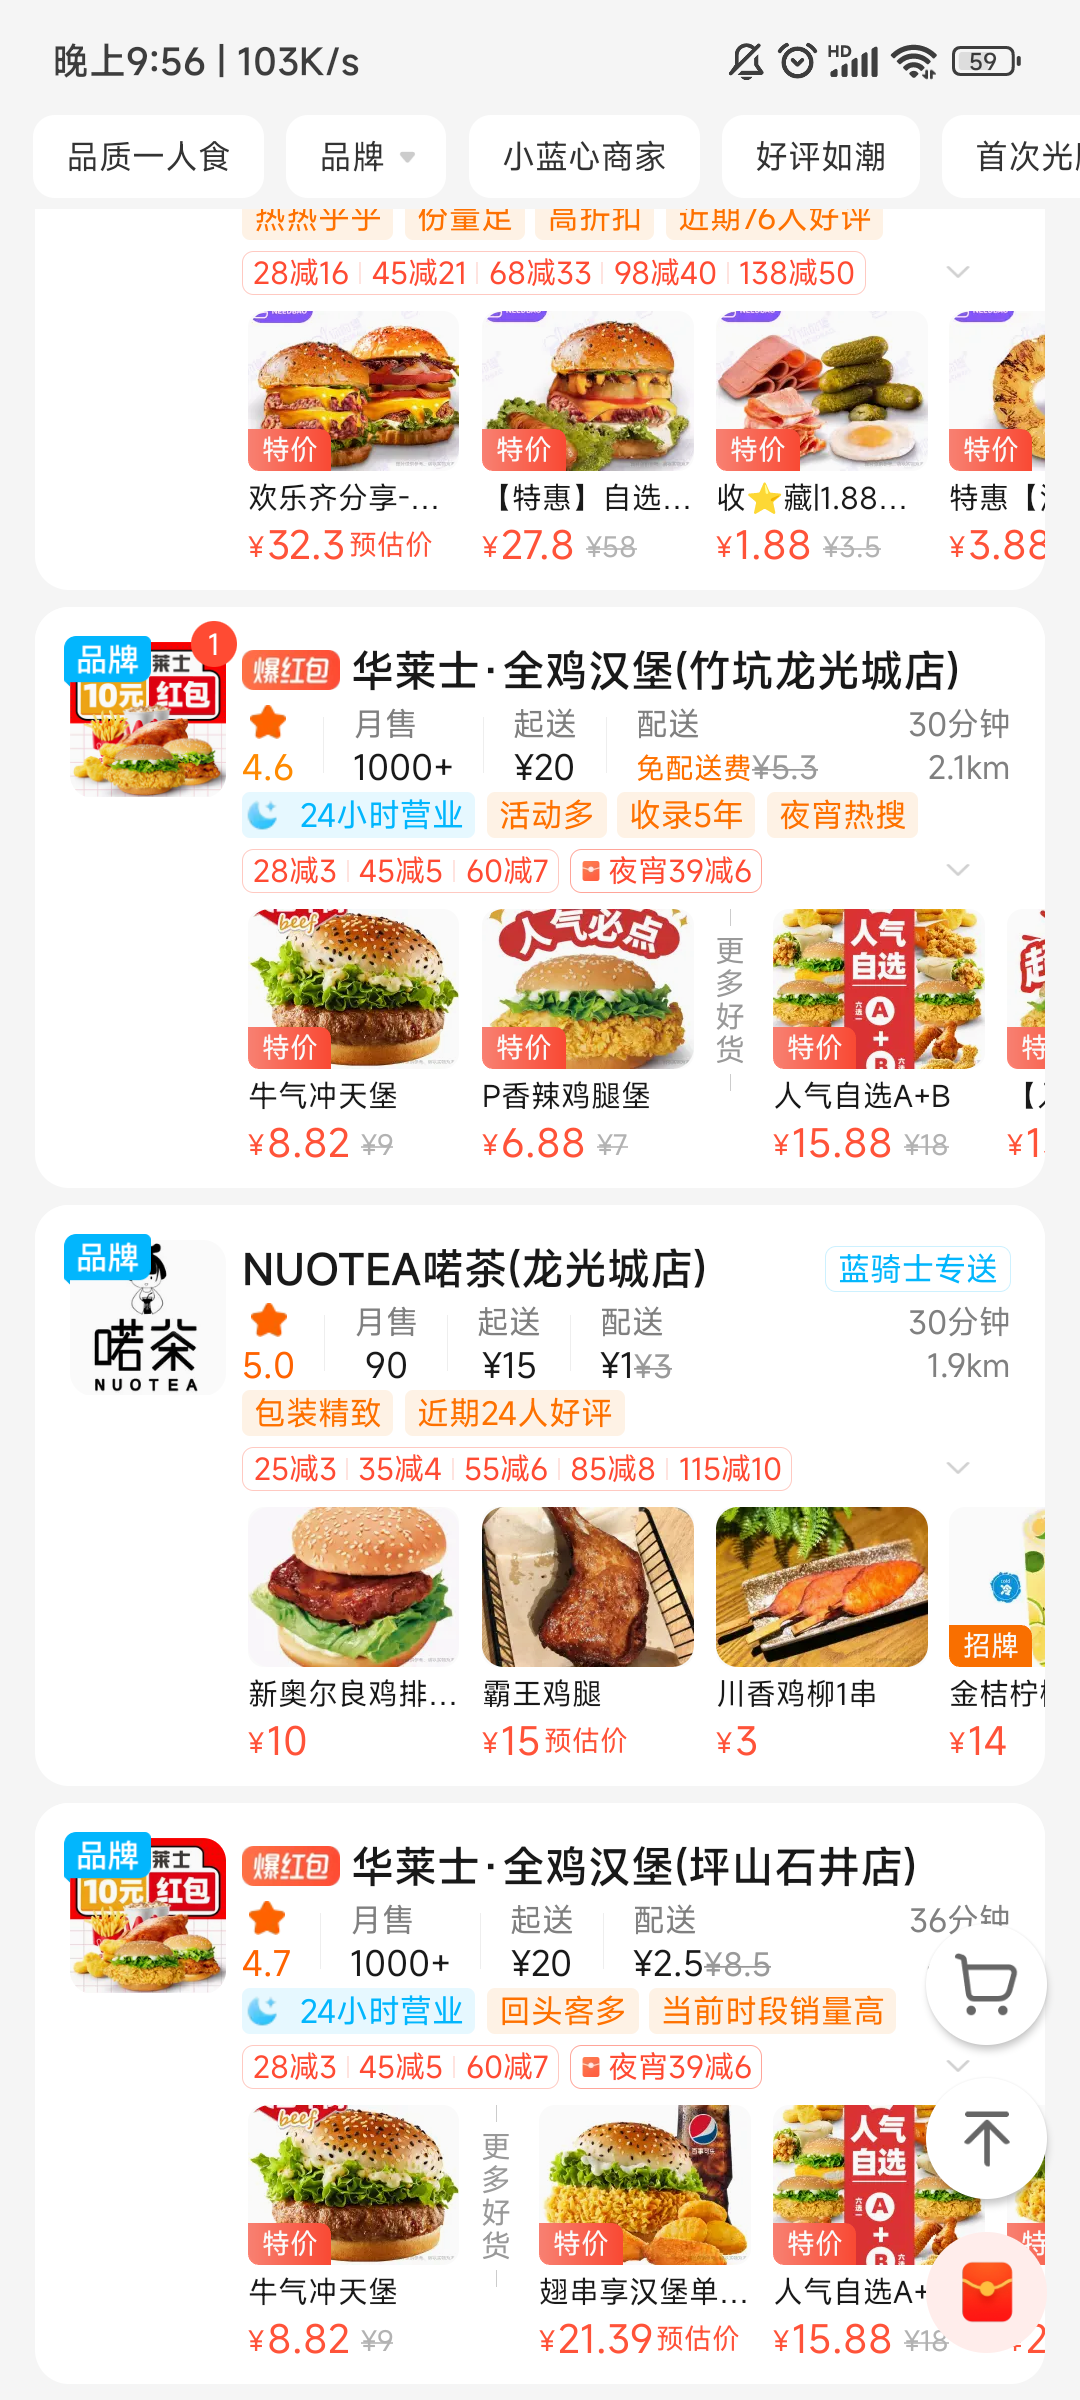 晚上9:56 | 103K/s
HD
59
品质一人食
品牌
小蓝心商家
好评如潮
首次光
热热乎乎
份量足
高折扣
近期76人好评
28减16 45减21 68减33 98减40 138减50
特价
特价
特价
特价
欢乐齐分享-...
【特惠】自选...
收⭐藏|1.88...
特惠【
¥32.3预估价
¥27.8 ¥58
¥1.88 ¥3.5
¥3.88
品牌
莱士
10元红包
1
爆红包 华莱士·全鸡汉堡(竹坑龙光城店)
月售 起送 配送 30分钟
4.6 1000+ ¥20 免配送费¥5.3 2.1km
24小时营业 活动多 收录5年 夜宵热搜
28减3 45减5 60减7 夜宵39减6
beef
人气必点
更多好货
人气自选
A
+
B
特价
特价
特价
特
牛气冲天堡
P香辣鸡腿堡
人气自选A+B
¥8.82 ¥9
¥6.88 ¥7
¥15.88 ¥18
¥1
品牌
喏茶
NUOTEA
NUOTEA喏茶(龙光城店)
蓝骑士专送
月售 起送 配送 30分钟
5.0 90 ¥15 ¥1¥3 1.9km
包装精致 近期24人好评
25减3 35减4 55减6 85减8 115减10
冷
招牌
新奥尔良鸡排...
霸王鸡腿
川香鸡柳1串
金桔柠
¥10
¥15预估价
¥3
¥14
品牌
莱士
10元红包
爆红包 华莱士·全鸡汉堡(坪山石井店)
月售 起送 配送 36分钟
4.7 1000+ ¥20 ¥2.5¥8.5
24小时营业 回头客多 当前时段销量高
28减3 45减5 60减7 夜宵39减6
beef
更多好货
百事可乐
人气自选
A
+
B
特价
特价
特价
特
牛气冲天堡
翅串享汉堡单...
人气自选A+
¥8.82 ¥9
¥21.39预估价
¥15.88 ¥18